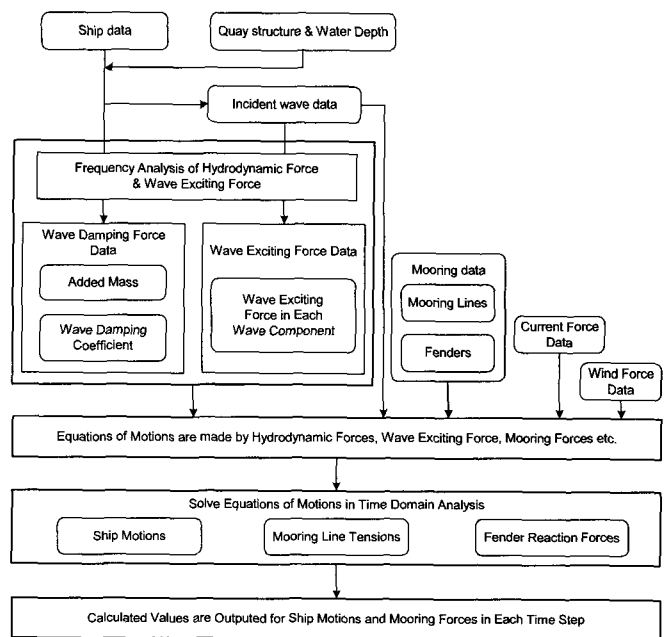 Ship data
Quay structure & Water Depth
Incident wave data
Frequency Analysis of Hydrodynamic Force
& Wave Exciting Force
Wave Damping Force
Data
Added Mass
Wave Damping
Coefficient
Wave Exciting Force Data
Wave Exciting
Force in Each
Wave Component
Mooring data
Mooring Lines
Fenders
Current Force
Data
Wind Force
Data
Equations of Motions are made by Hydrodynamic Forces, Wave Exciting Force, Mooring Forces etc.
Solve Equations of Motions in Time Domain Analysis
Ship Motions
Mooring Line Tensions
Fender Reaction Forces
Calculated Values are Outputed for Ship Motions and Mooring Forces in Each Time Step